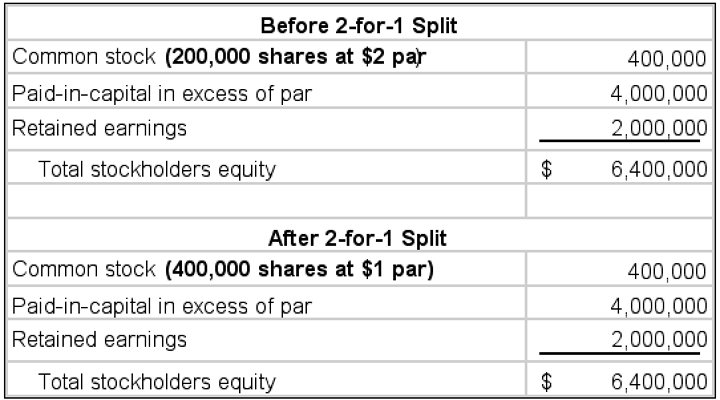 Before 2-for-1 Split
Common stock (200,000 shares at $2 par) 400,000
Paid-in-capital in excess of par 4,000,000
Retained earnings 2,000,000
Total stockholders equity $ 6,400,000
After 2-for-1 Split
Common stock (400,000 shares at $1 par) 400,000
Paid-in-capital in excess of par 4,000,000
Retained earnings 2,000,000
Total stockholders equity $ 6,400,000